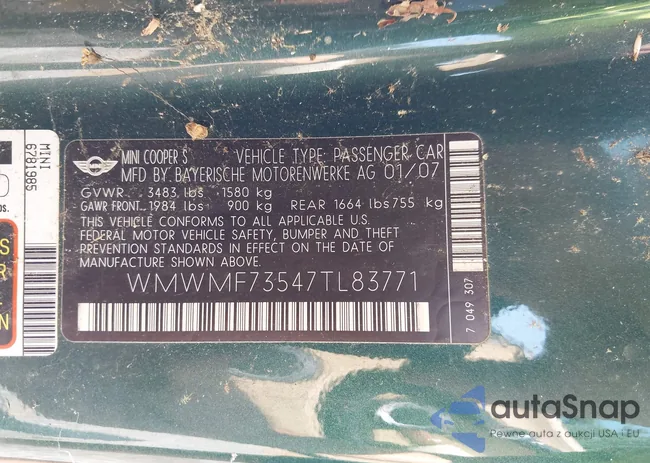 MINI COOPER S VEHICLE TYPE: PASSENGER CAR
MFD BY: BAYERISCHE MOTORENWERKE AG 01/07
GVWR 3483 lbs 1580 kg
GAWR FRONT: 1984 lbs 900 kg REAR 1664 lbs 755 kg
THIS VEHICLE CONFORMS TO ALL APPLICABLE U.S.
FEDERAL MOTOR VEHICLE SAFETY, BUMPER AND THEFT
PREVENTION STANDARDS IN EFFECT ON THE DATE OF
MANUFACTURE SHOWN ABOVE.
WMWMF73547TL83771
7 049 307
MINI
6781985
bs.
autaSnap
Pewne auta z aukcji USA i EU